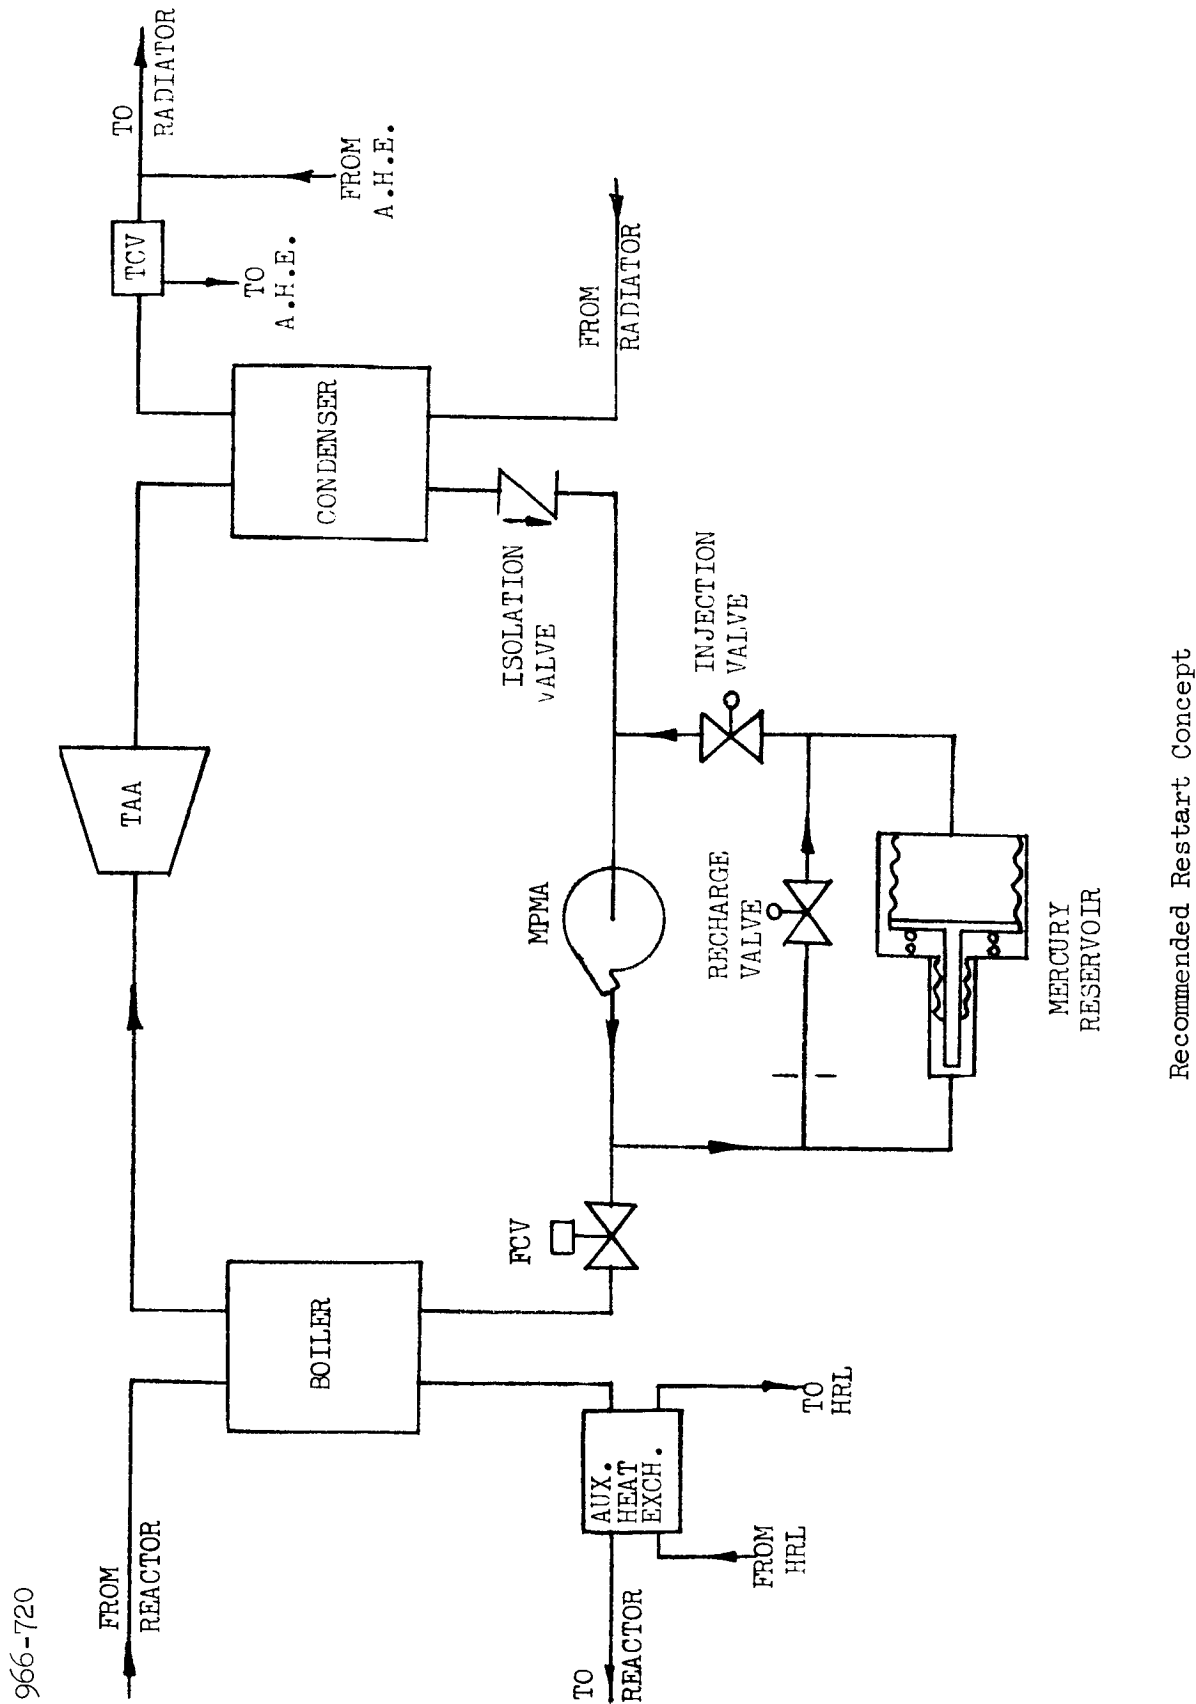 966-720
FROM
REACTOR
TO
REACTOR
BOILER
AUX.
HEAT
EXCH.
FROM
HRL
TO
HRL
FCV
TAA
MPMA
RECHARGE
VALVE
MERCURY
RESERVOIR
INJECTION
VALVE
ISOLATION
VALVE
CONDENSER
TCV
TO
A.H.E.
FROM
A.H.E.
TO
RADIATOR
FROM
RADIATOR
Recommended Restart Concept